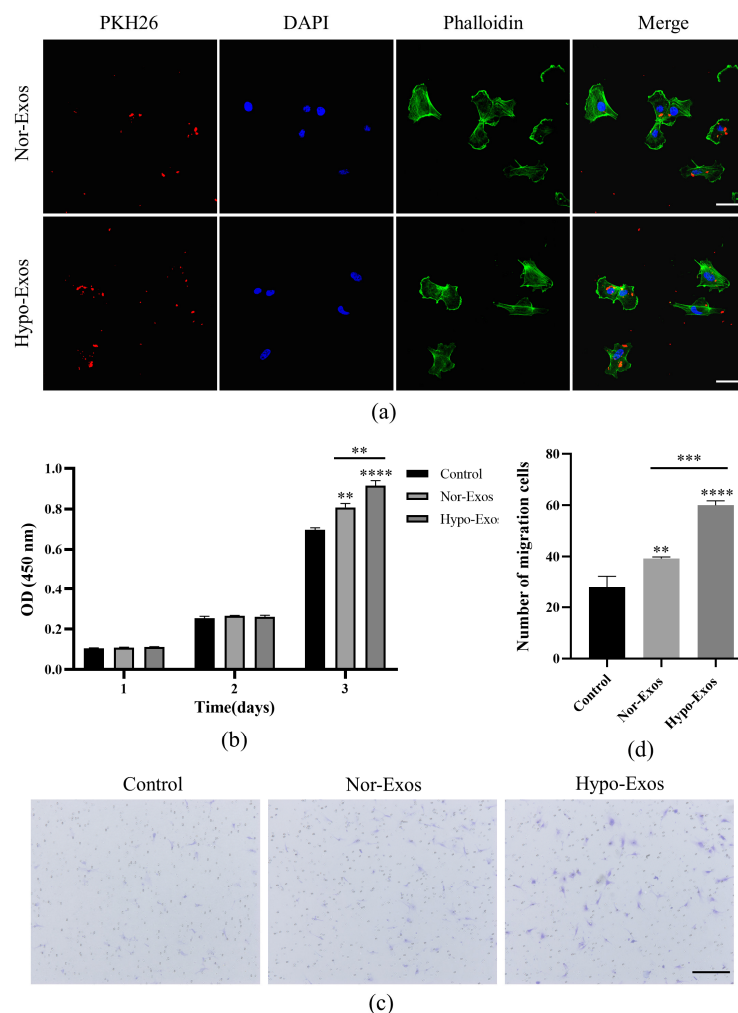 PKH26 DAPI Phalloidin Merge
Nor-Exos
Hypo-Exos
(a)
OD (450 nm)
1.0
0.8
0.6
0.4
0.2
0.0
**
** ****
Control
Nor-Exos
Hypo-Exos
1 2 3
Time(days)
(b)
Number of migration cells
80
60
40
20
0
***
** ****
Control Nor-Exos Hypo-Exos
(d)
Control Nor-Exos Hypo-Exos
(c)